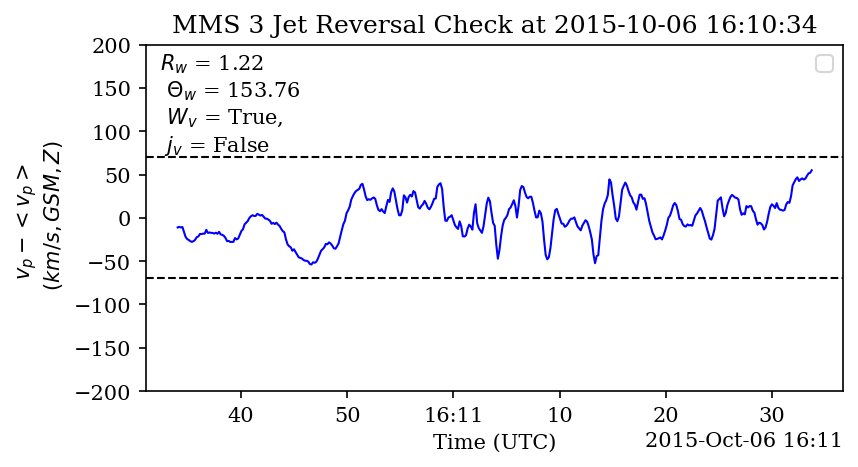 MMS 3 Jet Reversal Check at 2015-10-06 16:10:34
R_w = 1.22
Θ_w = 153.76
W_v = True,
j_v = False
v_p − < v_p >
(km/s, GSM, Z)
200
150
100
50
0
−50
−100
−150
−200
40 50 16:11 10 20 30
Time (UTC)
2015-Oct-06 16:11